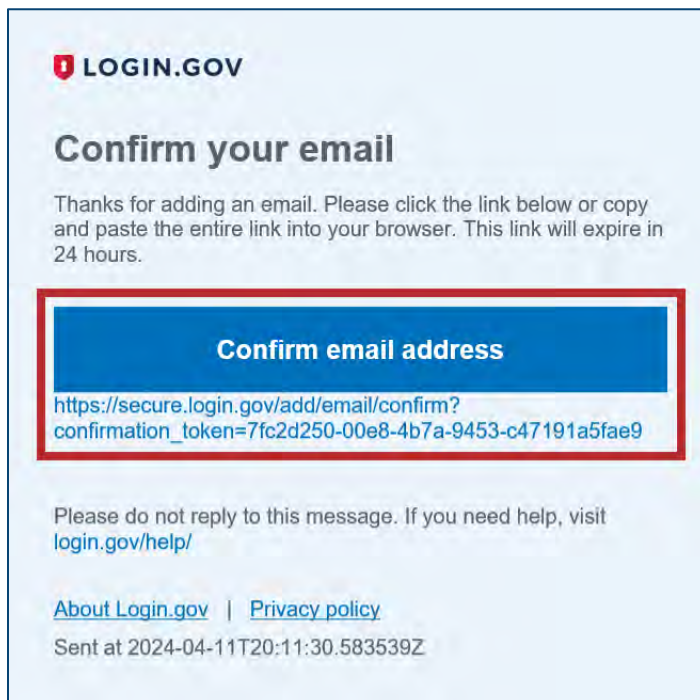 LOGIN.GOV
Confirm your email
Thanks for adding an email. Please click the link below or copy
and paste the entire link into your browser. This link will expire in
24 hours.
Confirm email address
https://secure.login.gov/add/email/confirm?
confirmation_token=7fc2d250-00e8-4b7a-9453-c47191a5fae9
Please do not reply to this message. If you need help, visit
login.gov/help/
About Login.gov | Privacy policy
Sent at 2024-04-11T20:11:30.583539Z